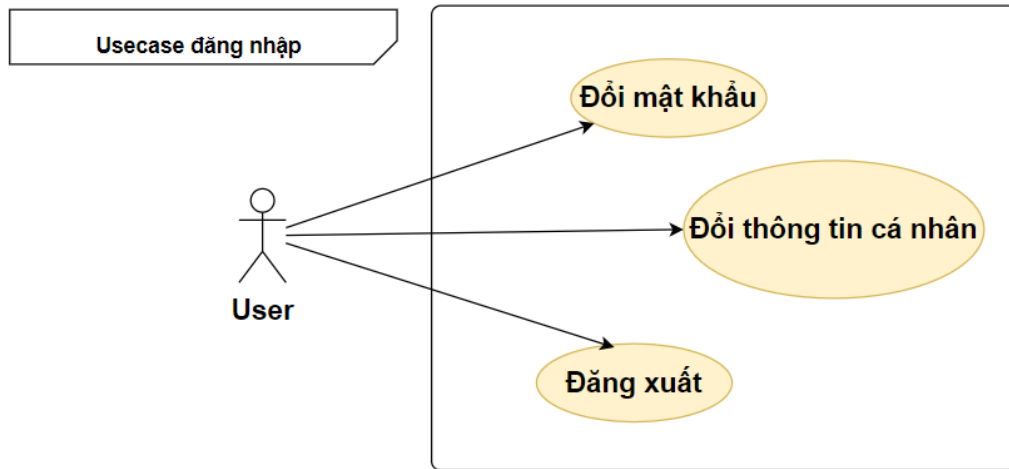 Usecase đăng nhập
Đổi mật khẩu
Đổi thông tin cá nhân
User
Đăng xuất